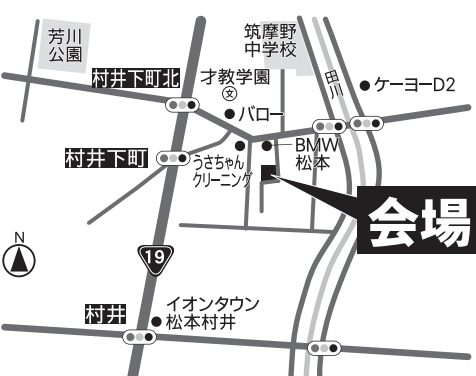 芳川
公園
筑摩野
中学校
村井下町北
才教学園
文
田川
ケーヨーD2
バロー
村井下町
うさちゃん
クリーニング
BMW
松本
会場
N
19
村井
イオンタウン
松本村井